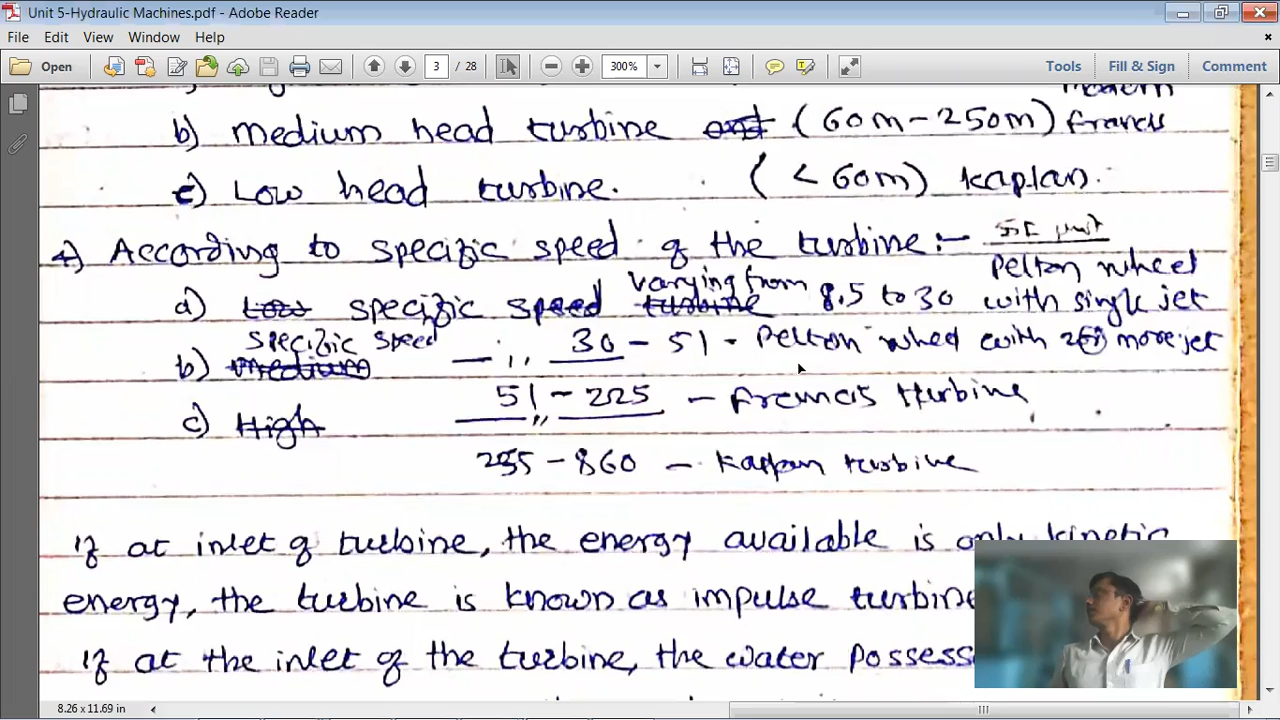 Unit 5-Hydraulic Machines.pdf - Adobe Reader
File Edit View Window Help
Open 3 / 28 300% Tools Fill & Sign Comment
b) medium head turbine (60m-250m) francis
c) Low head turbine. (<60m) kaplan.
4) According to specific speed of the turbine:- SI unit
Pelton wheel
a) Low specific speed turbine varying from 8.5 to 30 with single jet
b) medium specific speed —,,— 30-51 - Pelton wheel with 2 or more jet
c) High —,,— 51-225 - francis turbine
255-860 - kaplan turbine
If at inlet of turbine, the energy available is only kinetic
energy, the turbine is known as impulse turbine
If at the inlet of the turbine, the water possess
8.26 x 11.69 in